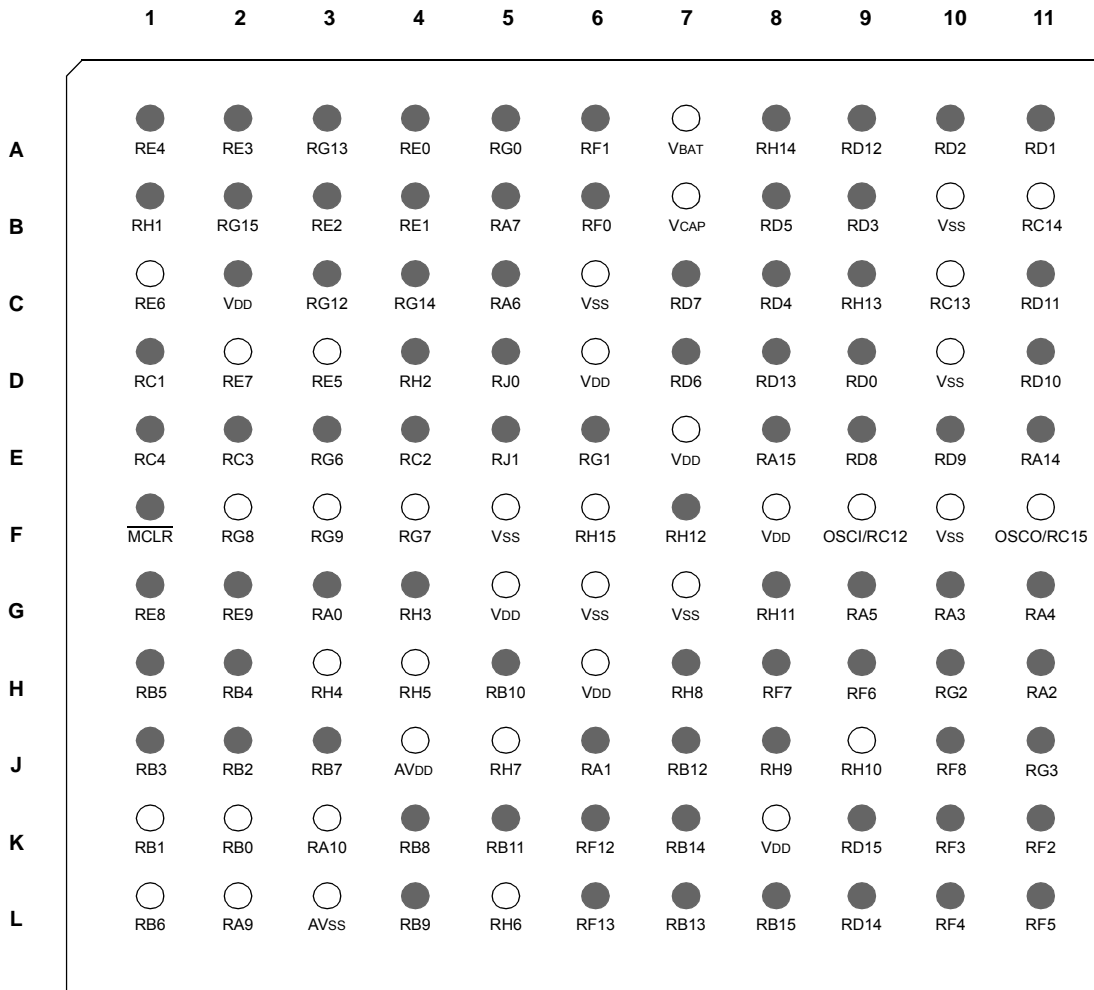 1 2 3 4 5 6 7 8 9 10 11
A RE4 RE3 RG13 RE0 RG0 RF1 VBAT RH14 RD12 RD2 RD1
B RH1 RG15 RE2 RE1 RA7 RF0 VCAP RD5 RD3 VSS RC14
C RE6 VDD RG12 RG14 RA6 VSS RD7 RD4 RH13 RC13 RD11
D RC1 RE7 RE5 RH2 RJ0 VDD RD6 RD13 RD0 VSS RD10
E RC4 RC3 RG6 RC2 RJ1 RG1 VDD RA15 RD8 RD9 RA14
F MCLR RG8 RG9 RG7 VSS RH15 RH12 VDD OSCI/RC12 VSS OSCO/RC15
G RE8 RE9 RA0 RH3 VDD VSS VSS RH11 RA5 RA3 RA4
H RB5 RB4 RH4 RH5 RB10 VDD RH8 RF7 RF6 RG2 RA2
J RB3 RB2 RB7 AVDD RH7 RA1 RB12 RH9 RH10 RF8 RG3
K RB1 RB0 RA10 RB8 RB11 RF12 RB14 VDD RD15 RF3 RF2
L RB6 RA9 AVSS RB9 RH6 RF13 RB13 RB15 RD14 RF4 RF5